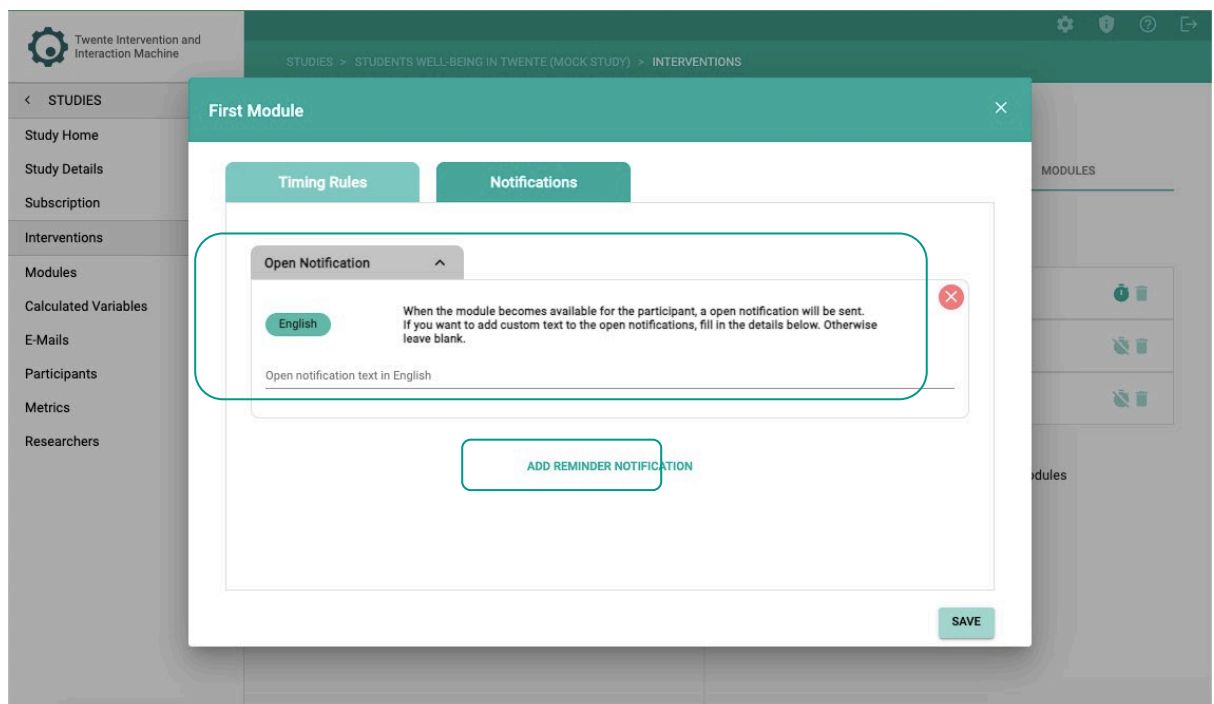 Twente Intervention and
Interaction Machine
STUDIES > STUDENTS WELL-BEING IN TWENTE (MOCK STUDY) > INTERVENTIONS
< STUDIES
Study Home
Study Details
Subscription
Interventions
Modules
Calculated Variables
E-Mails
Participants
Metrics
Researchers
First Module
Timing Rules
Notifications
MODULES
Open Notification
English
When the module becomes available for the participant, a open notification will be sent.
If you want to add custom text to the open notifications, fill in the details below. Otherwise
leave blank.
Open notification text in English
ADD REMINDER NOTIFICATION
odules
SAVE